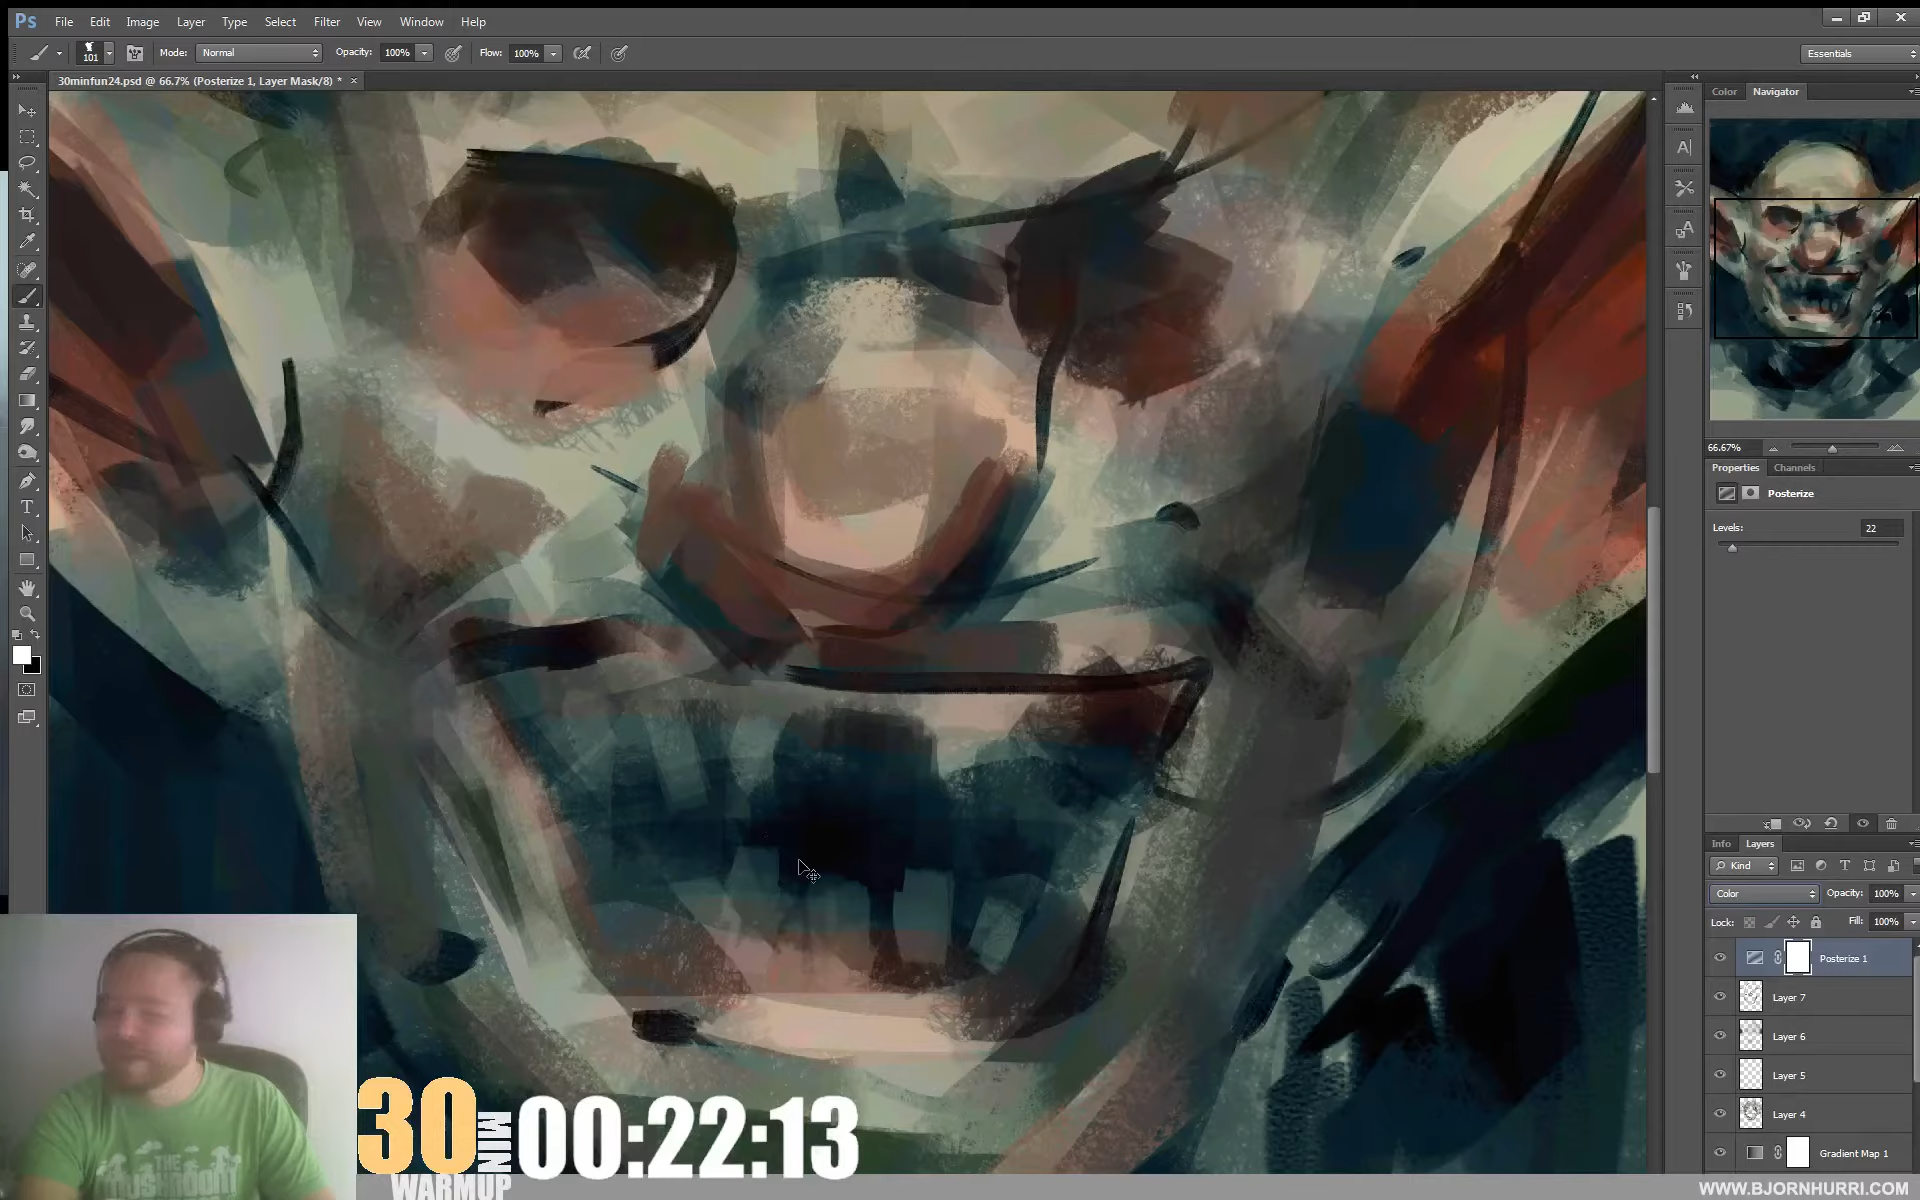 Ps File Edit Image Layer Type Select Filter View Window Help
101 Mode: Normal Opacity: 100% Flow: 100% Essentials
30minfun24.psd @ 66.7% (Posterize 1, Layer Mask/8) *
Color Navigator
66.67%
Properties Channels
Posterize
Levels: 22
Info Layers
Kind
Color Opacity: 100%
Lock: Fill: 100%
Posterize 1
Layer 7
Layer 6
Layer 5
Layer 4
Gradient Map 1
THE
MUSHROOM
30 MIN 00:22:13
WARMUP
WWW.BJORNHURRI.COM